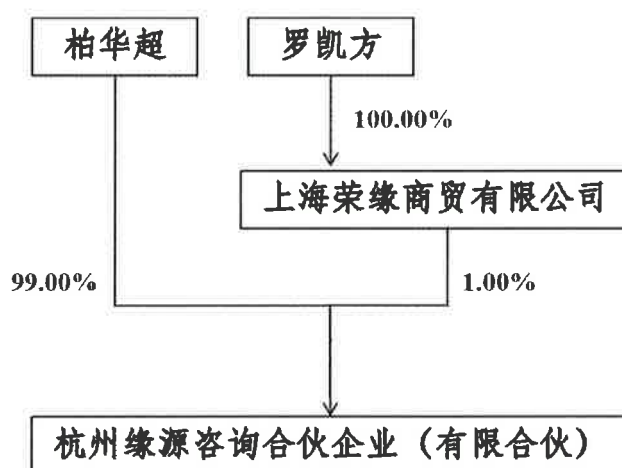 柏华超
罗凯方
100.00%
上海荣缘商贸有限公司
99.00%
1.00%
杭州缘源咨询合伙企业（有限合伙）